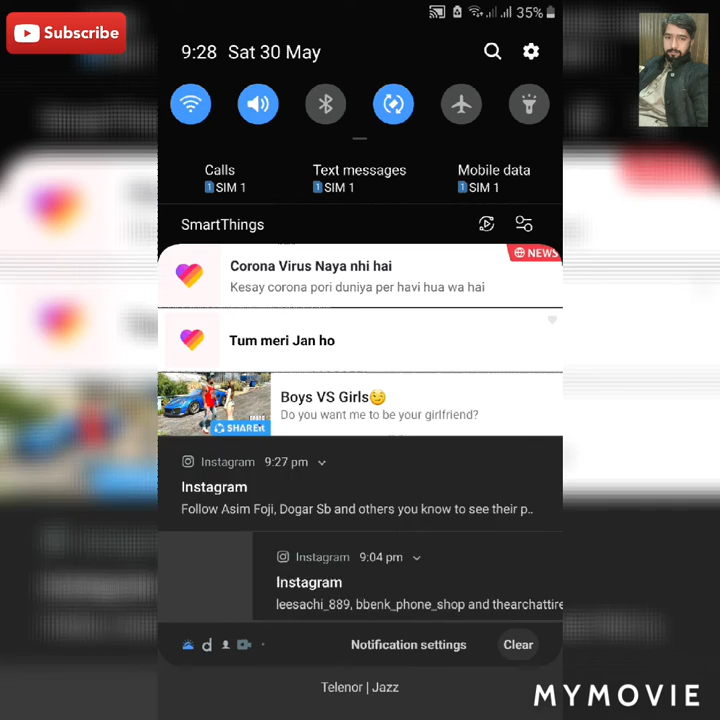 Subscribe
35%
9:28 Sat 30 May
Calls
1 SIM 1
Text messages
1 SIM 1
Mobile data
1 SIM 1
SmartThings
NEWS
Corona Virus Naya nhi hai
Kesay corona pori duniya per havi hua wa hai
Tum meri Jan ho
Boys VS Girls😏
Do you want me to be your girlfriend?
SHAREit
Instagram 9:27 pm
Instagram
Follow Asim Foji, Dogar Sb and others you know to see their p..
Instagram 9:04 pm
Instagram
leesachi_889, bbenk_phone_shop and thearchattire
d
Notification settings
Clear
Telenor | Jazz
MYMOVIE